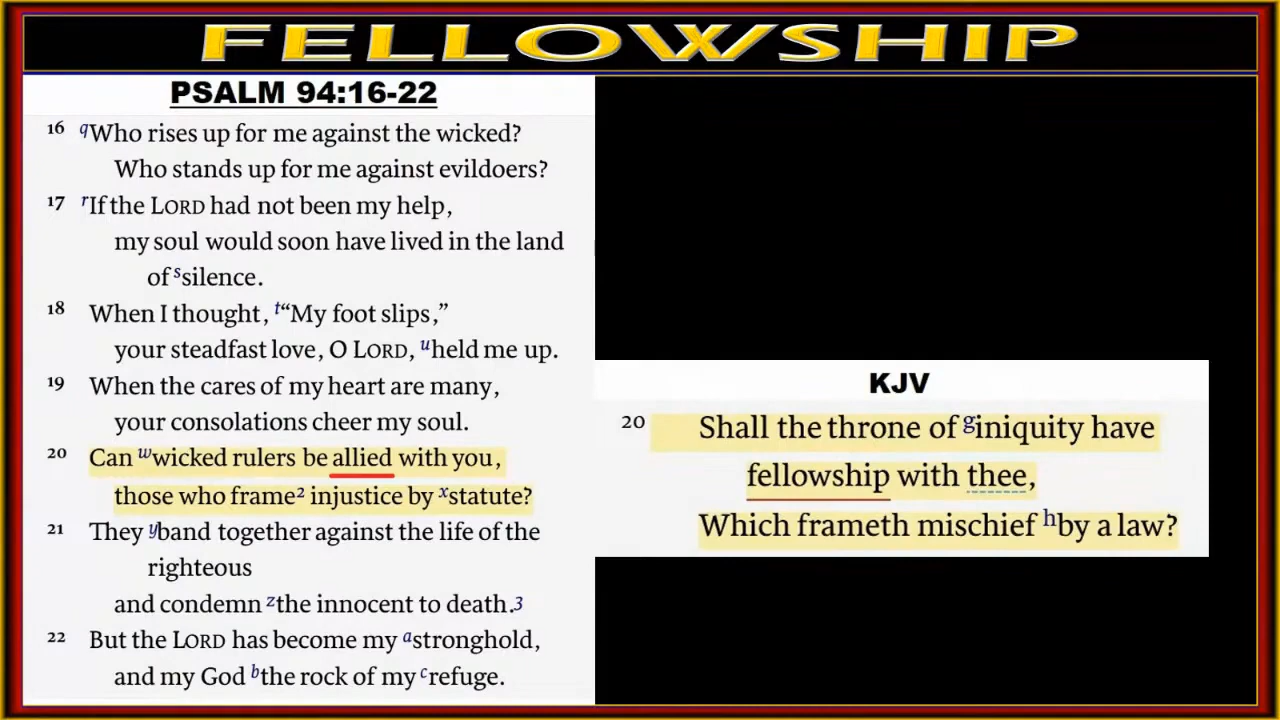 FELLOWSHIP
PSALM 94:16-22
16 qWho rises up for me against the wicked?
Who stands up for me against evildoers?
17 rIf the LORD had not been my help,
my soul would soon have lived in the land
of ssilence.
18 When I thought, t“My foot slips,”
your steadfast love, O LORD, uheld me up.
19 When the cares of my heart are many,
your consolations cheer my soul.
20 Can wwicked rulers be allied with you,
those who frame2 injustice by xstatute?
21 They yband together against the life of the
righteous
and condemn zthe innocent to death.3
22 But the LORD has become my astronghold,
and my God bthe rock of my crefuge.
KJV
20 Shall the throne of giniquity have
fellowship with thee,
Which frameth mischief hby a law?